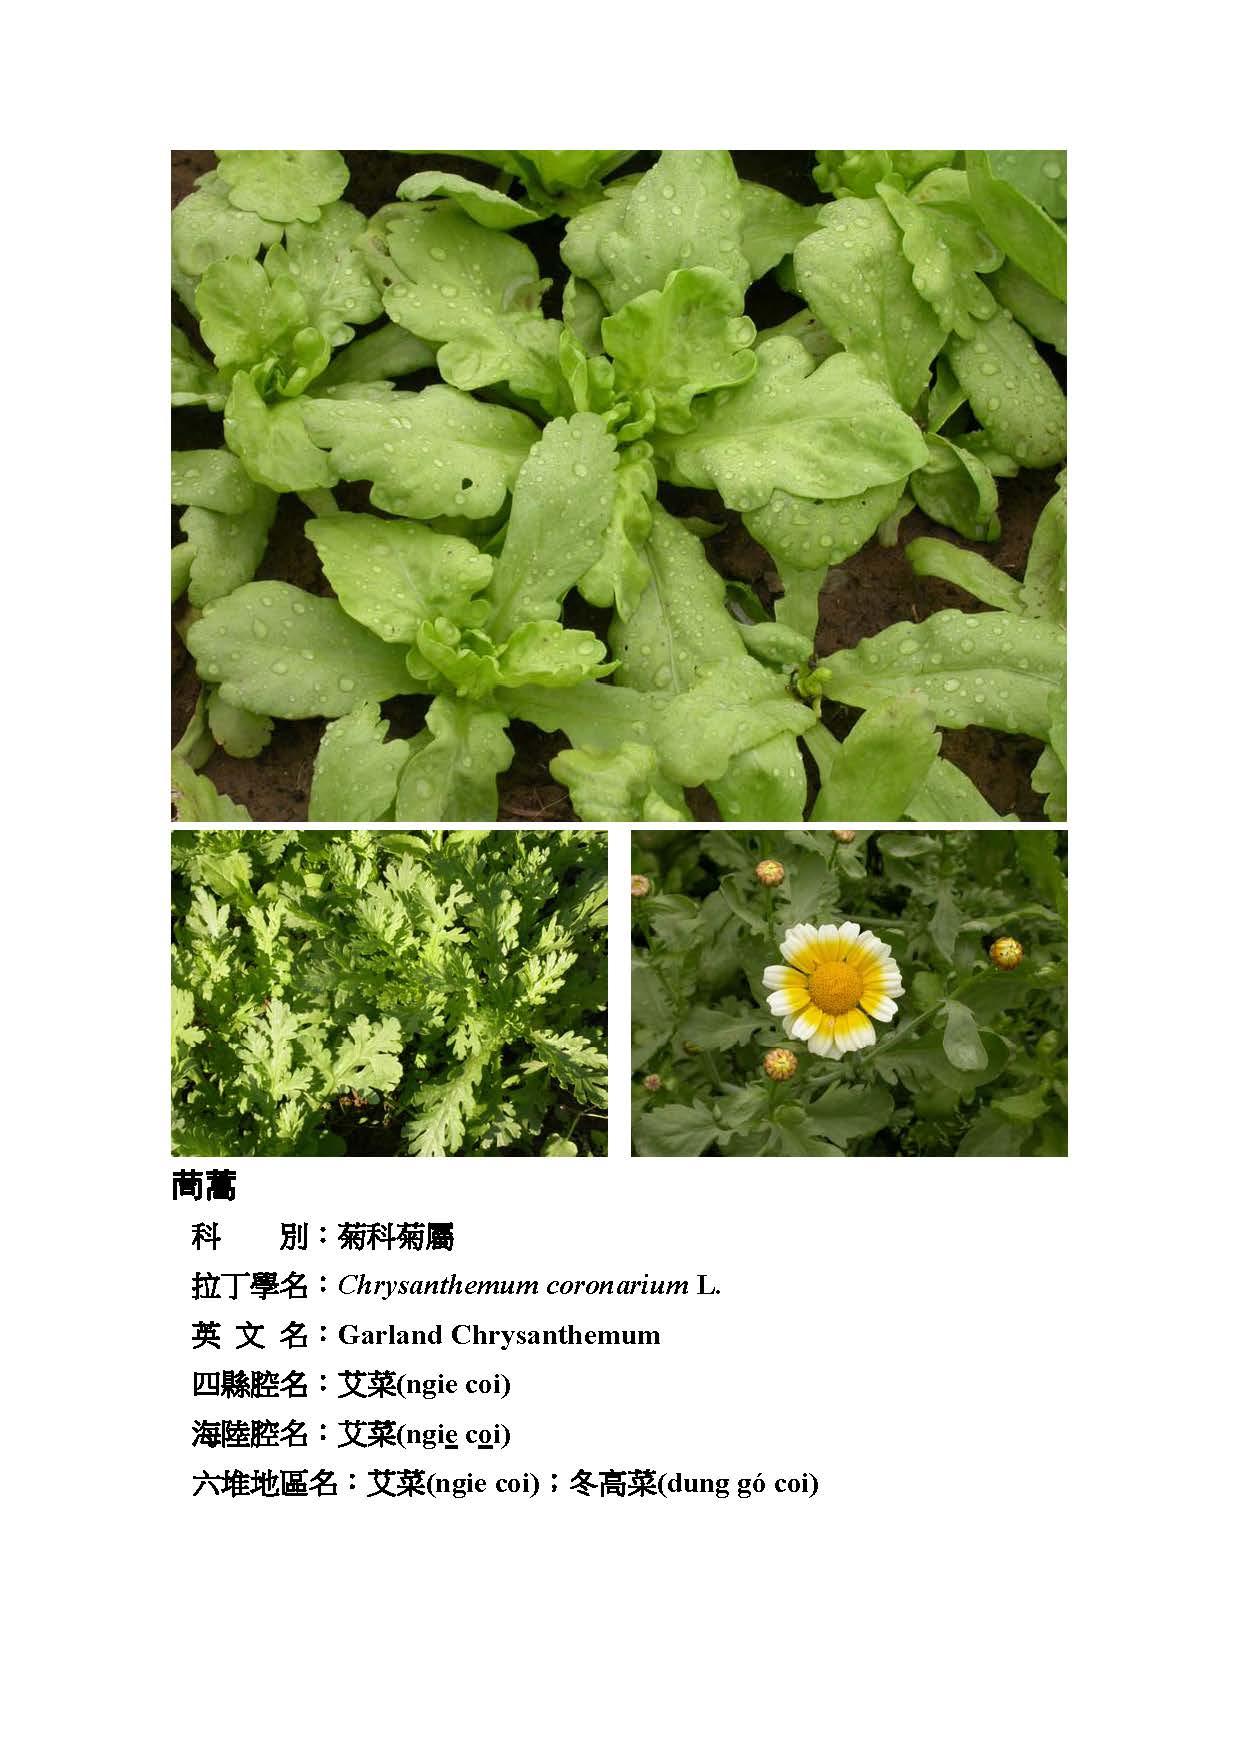 茼蒿
科　　別：菊科菊屬
拉丁學名：Chrysanthemum coronarium L.
英 文 名：Garland Chrysanthemum
四縣腔名：艾菜(ngie coi)
海陸腔名：艾菜(ngie coi)
六堆地區名：艾菜(ngie coi)；冬高菜(dung gó coi)